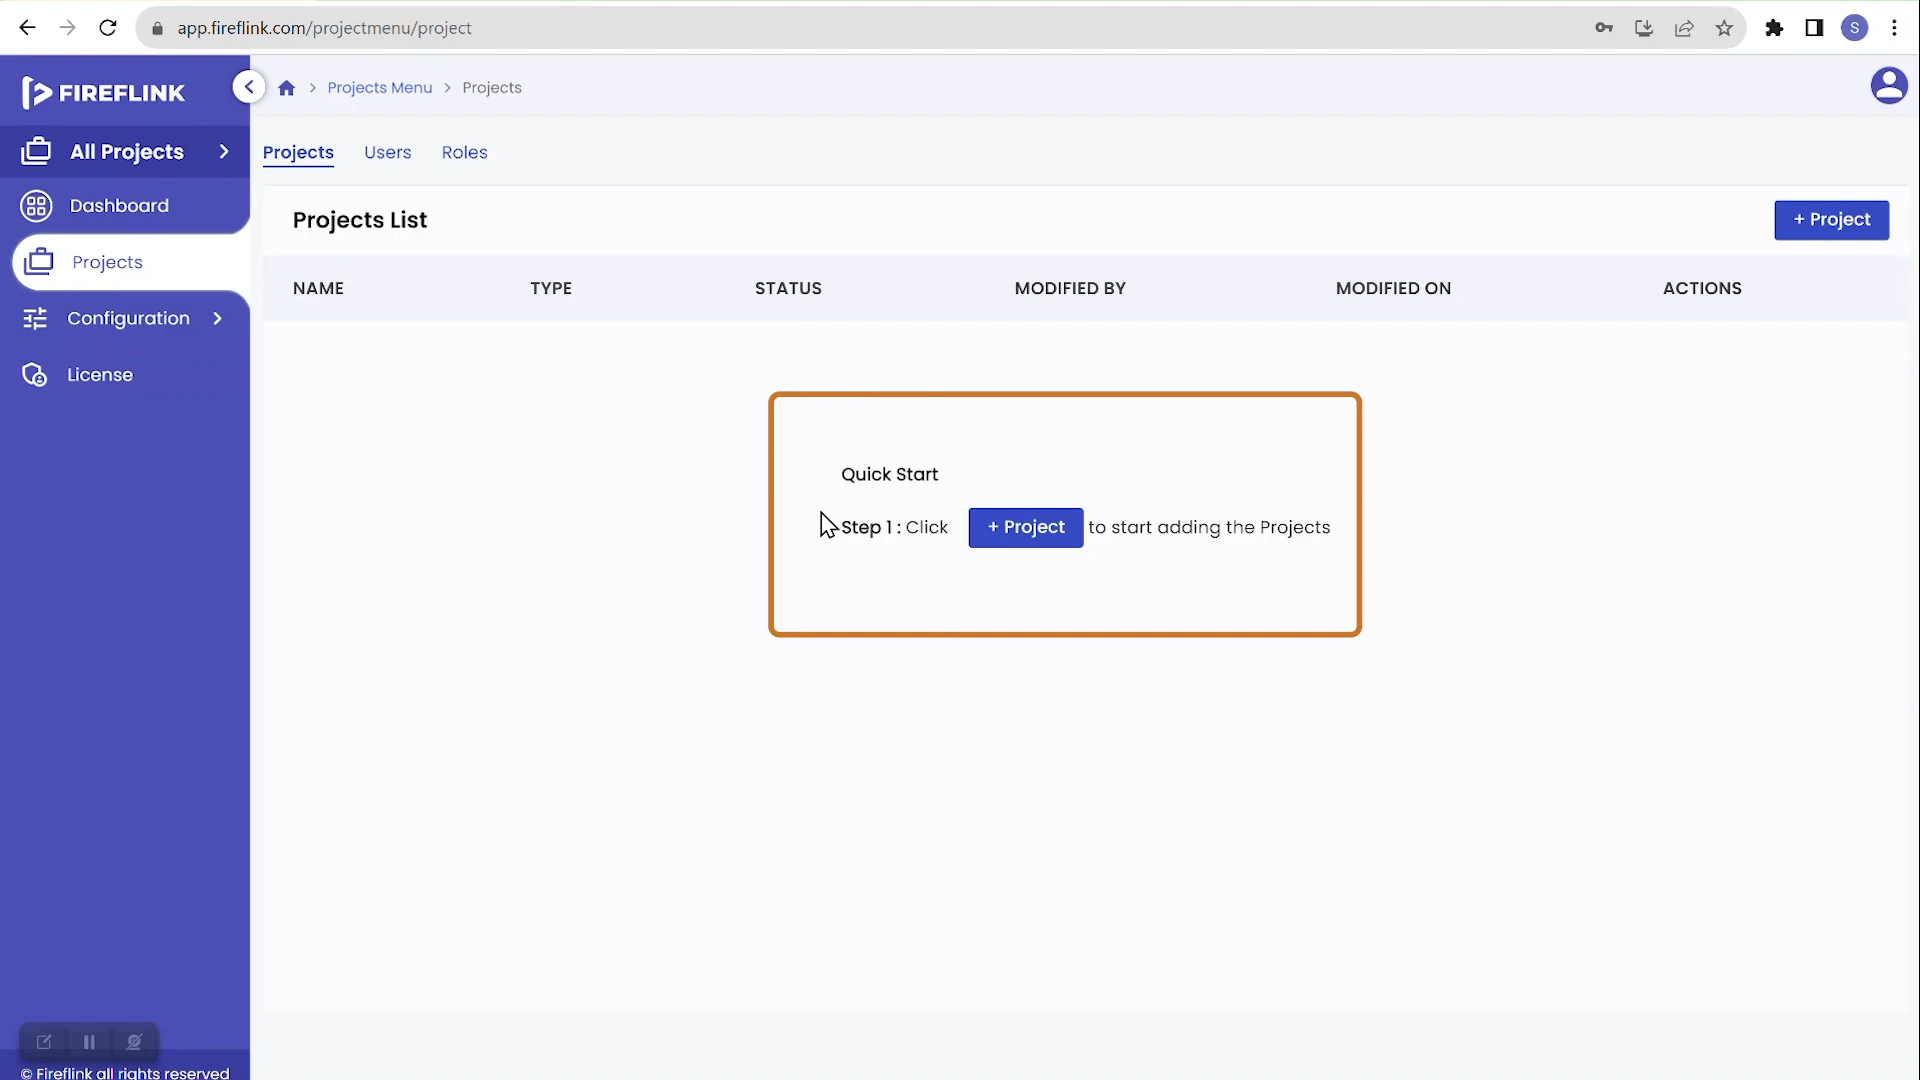 app.fireflink.com/projectmenu/project
S
FIREFLINK
Projects Menu
Projects
All Projects
Dashboard
Projects
Configuration
License
Projects Users Roles
Projects List
+ Project
NAME TYPE STATUS MODIFIED BY MODIFIED ON ACTIONS
Quick Start
Step 1 : Click + Project to start adding the Projects
© Fireflink all rights reserved